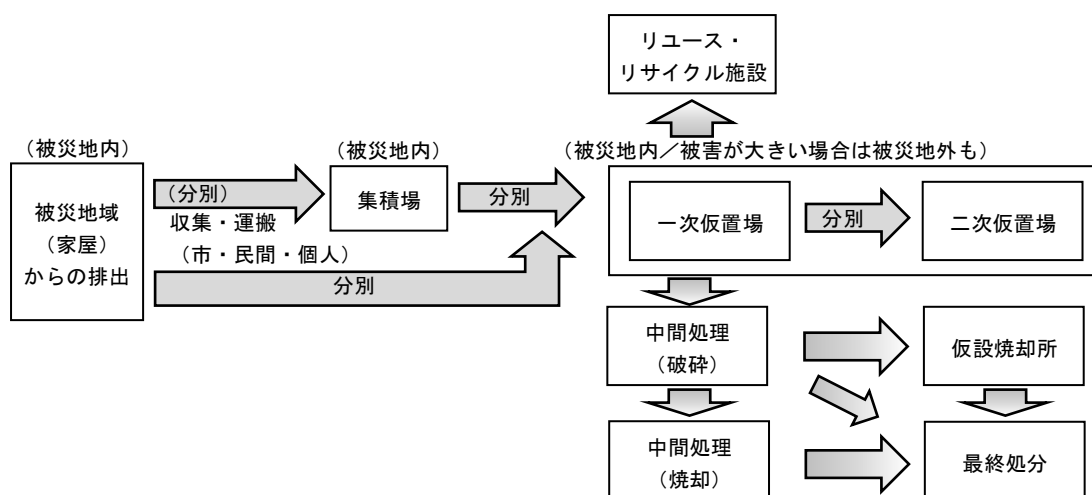 リユース・
リサイクル施設
（被災地内）
（被災地内）
（被災地内／被害が大きい場合は被災地外も）
被災地域
（家屋）
からの排出
（分別）
収集・運搬
（市・民間・個人）
分別
集積場
分別
一次仮置場
分別
二次仮置場
中間処理
（破砕）
仮設焼却所
中間処理
（焼却）
最終処分